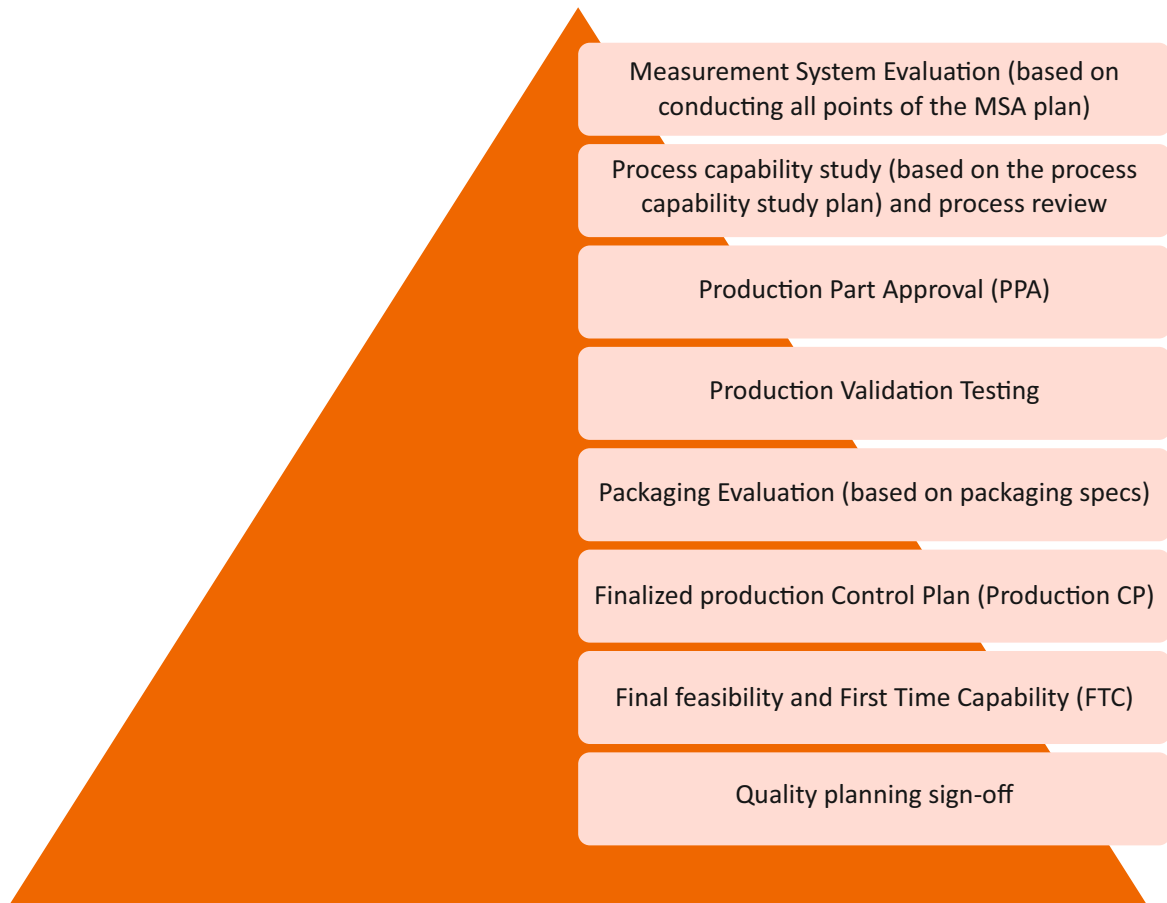 Measurement System Evaluation (based on
conducting all points of the MSA plan)
Process capability study (based on the process
capability study plan) and process review
Production Part Approval (PPA)
Production Validation Testing
Packaging Evaluation (based on packaging specs)
Finalized production Control Plan (Production CP)
Final feasibility and First Time Capability (FTC)
Quality planning sign-off